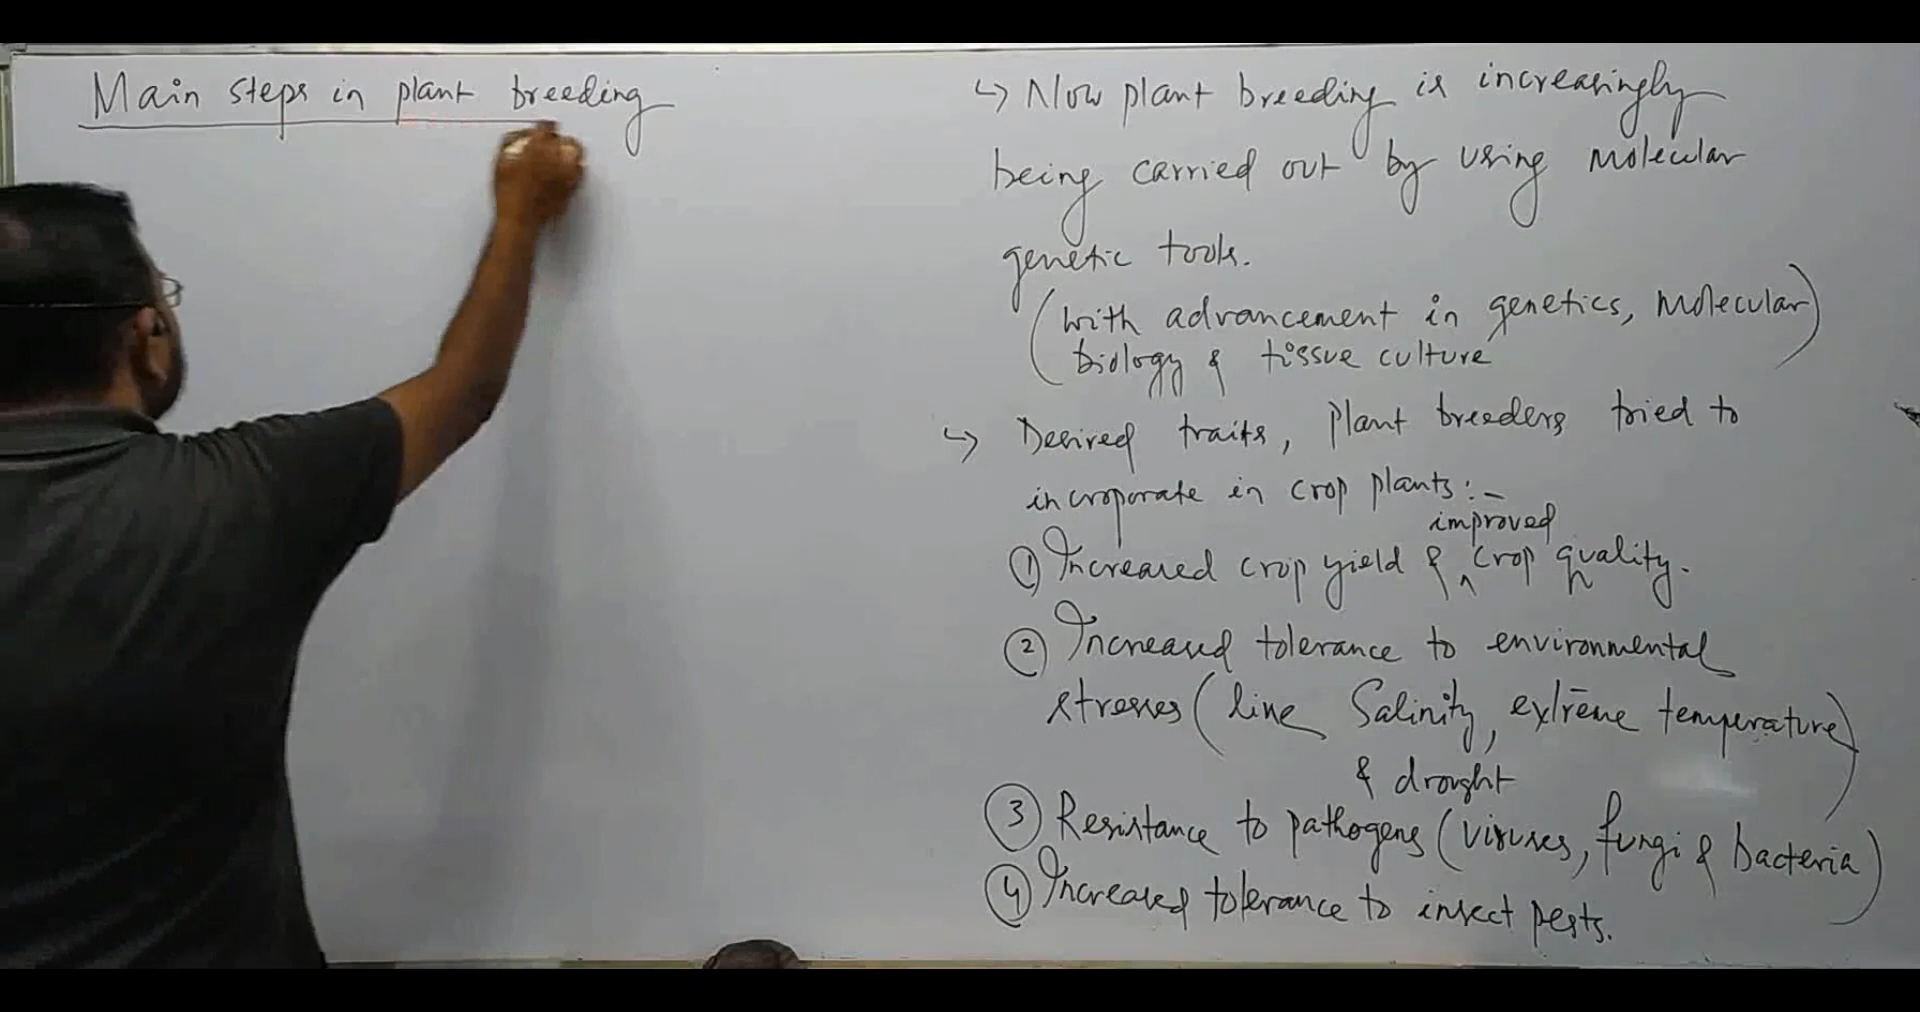 Main steps in plant breeding
↳ Now plant breeding is increasingly
being carried out by using molecular
genetic tools.
(with advancement in genetics, molecular
biology & tissue culture)
↳ Desired traits, plant breeders tried to
incroporate in crop plants:-
improved
① Increased crop yield & ^ crop quality.
② Increased tolerance to environmental
stresses (like Salinity, extreme temperature
& drought)
③ Resistance to pathogens (viruses, fungi & bacteria)
④ Increased tolerance to insect pests.